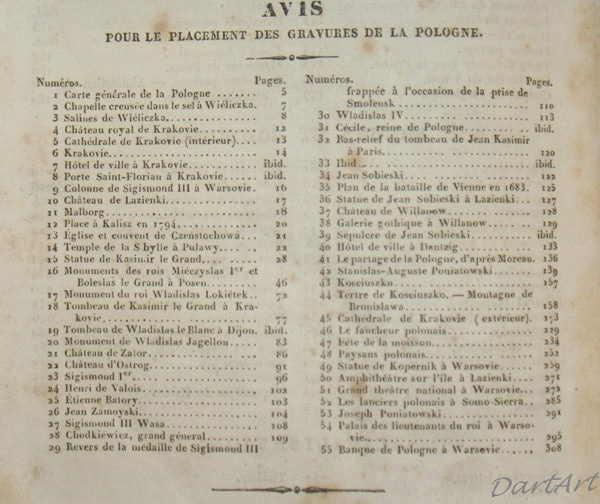 AVIS
POUR LE PLACEMENT DES GRAVURES DE LA POLOGNE.
Numéros. Pages.
1 Carte générale de la Pologne........ 5
2 Chapelle creusée dans le sel à Wiéliczka. 7
3 Salines de Wiéliczka.............. 8
4 Château royal de Krakovie.......... 12
5 Cathédrale de Krakovie (intérieur).... 13
6 Krakovie........................ 14
7 Hôtel de ville à Krakovie.......... ibid.
8 Porte Saint-Florian à Krakovie...... ibid.
9 Colonne de Sigismond III à Warsovie. 16
10 Château de Lazienki.............. 17
11 Malborg........................ 18
12 Place à Kalisz en 1794............ 20
13 Église et couvent de Czenstochowa.. 21
14 Temple de la Sybille à Pulawy...... 22
15 Statue de Kasimir le Grand........ 28
16 Monuments des rois Miéczyslas Ier et
Boleslas le Grand à Posen........ 46
17 Monument du roi Wladislas Lokiétek.. 72
18 Tombeau de Kasimir le Grand à Kra-
kovie........................ 77
19 Tombeau de Wladislas le Blanc à Dijon. ibid.
20 Monument de Wladislas Jagellon.... 83
21 Château de Zator................ 86
22 Château d'Ostrog................ 91
23 Sigismond Ier.................... 96
24 Henri de Valois.................. 102
25 Étienne Batory.................. 103
26 Jean Zamoyski.................. 104
27 Sigismond III Wasa.............. 108
28 Chodkiéwicz, grand général........ 109
29 Revers de la médaille de Sigismond III
Numéros. Pages.
frappée à l'occasion de la prise de
Smolensk...................... 110
30 Wladislas IV.................... 113
31 Cécile, reine de Pologne.......... ibid.
32 Bas-relief du tombeau de Jean Kasimir
à Paris........................ 120
33 Ibid............................ ibid.
34 Jean Sobieski.................... 122
35 Plan de la bataille de Vienne en 1683. 125
36 Statue de Jean Sobieski à Lazienki.. 127
37 Château de Willanow.............. 128
38 Galerie gothique à Willanow........ 129
39 Sépulcre de Jean Sobieski.......... ibid.
40 Hôtel de ville à Dantzig.......... 133
41 Le partage de la Pologne, d'après Moreau. 136
42 Stanislas-Auguste Poniatowski...... 139
43 Kosciuszko...................... 157
44 Tertre de Kosciuszko. — Montagne de
Bronislawa.................... 158
45 Cathédrale de Krakovie (extérieur). 173
46 Le faucheur polonais.............. 229
47 Fête de la moisson................ 234
48 Paysans polonais................ 252
49 Statue de Kopernik à Warsovie...... 259
50 Amphithéâtre sur l'île à Lazienki.... 271
51 Grand théâtre national à Warsovie.. 272
52 Les lanciers polonais à Somo-Sierra.. 285
53 Joseph Poniatowski.............. 291
54 Palais des lieutenants du roi à Warso-
vie............................ 295
55 Banque de Pologne à Warsovie...... 308
DartArt